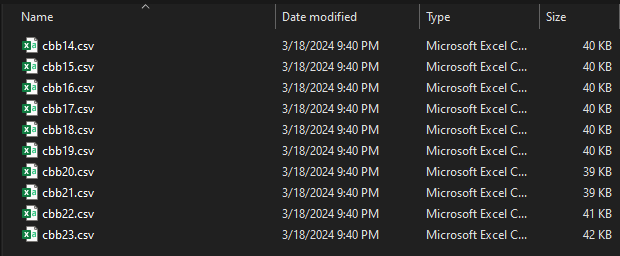 Name Date modified Type Size
cbb14.csv 3/18/2024 9:40 PM Microsoft Excel C... 40 KB
cbb15.csv 3/18/2024 9:40 PM Microsoft Excel C... 40 KB
cbb16.csv 3/18/2024 9:40 PM Microsoft Excel C... 40 KB
cbb17.csv 3/18/2024 9:40 PM Microsoft Excel C... 40 KB
cbb18.csv 3/18/2024 9:40 PM Microsoft Excel C... 40 KB
cbb19.csv 3/18/2024 9:40 PM Microsoft Excel C... 40 KB
cbb20.csv 3/18/2024 9:40 PM Microsoft Excel C... 39 KB
cbb21.csv 3/18/2024 9:40 PM Microsoft Excel C... 39 KB
cbb22.csv 3/18/2024 9:40 PM Microsoft Excel C... 41 KB
cbb23.csv 3/18/2024 9:40 PM Microsoft Excel C... 42 KB